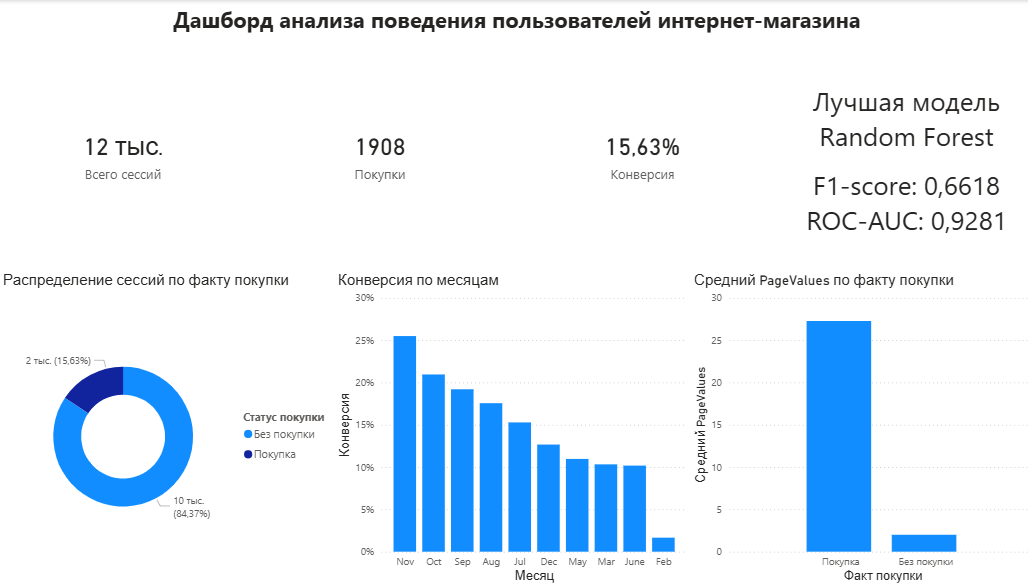 Дашборд анализа поведения пользователей интернет-магазина
12 тыс.
Всего сессий
1908
Покупки
15,63%
Конверсия
Лучшая модель
Random Forest
F1-score: 0,6618
ROC-AUC: 0,9281
Распределение сессий по факту покупки
2 тыс. (15,63%)
10 тыс.
(84,37%)
Статус покупки
Без покупки
Покупка
Конверсия по месяцам
Конверсия
30%
25%
20%
15%
10%
5%
0%
Nov Oct Sep Aug Jul Dec May Mar June Feb
Месяц
Средний PageValues по факту покупки
Средний PageValues
30
25
20
15
10
5
0
Покупка Без покупки
Факт покупки